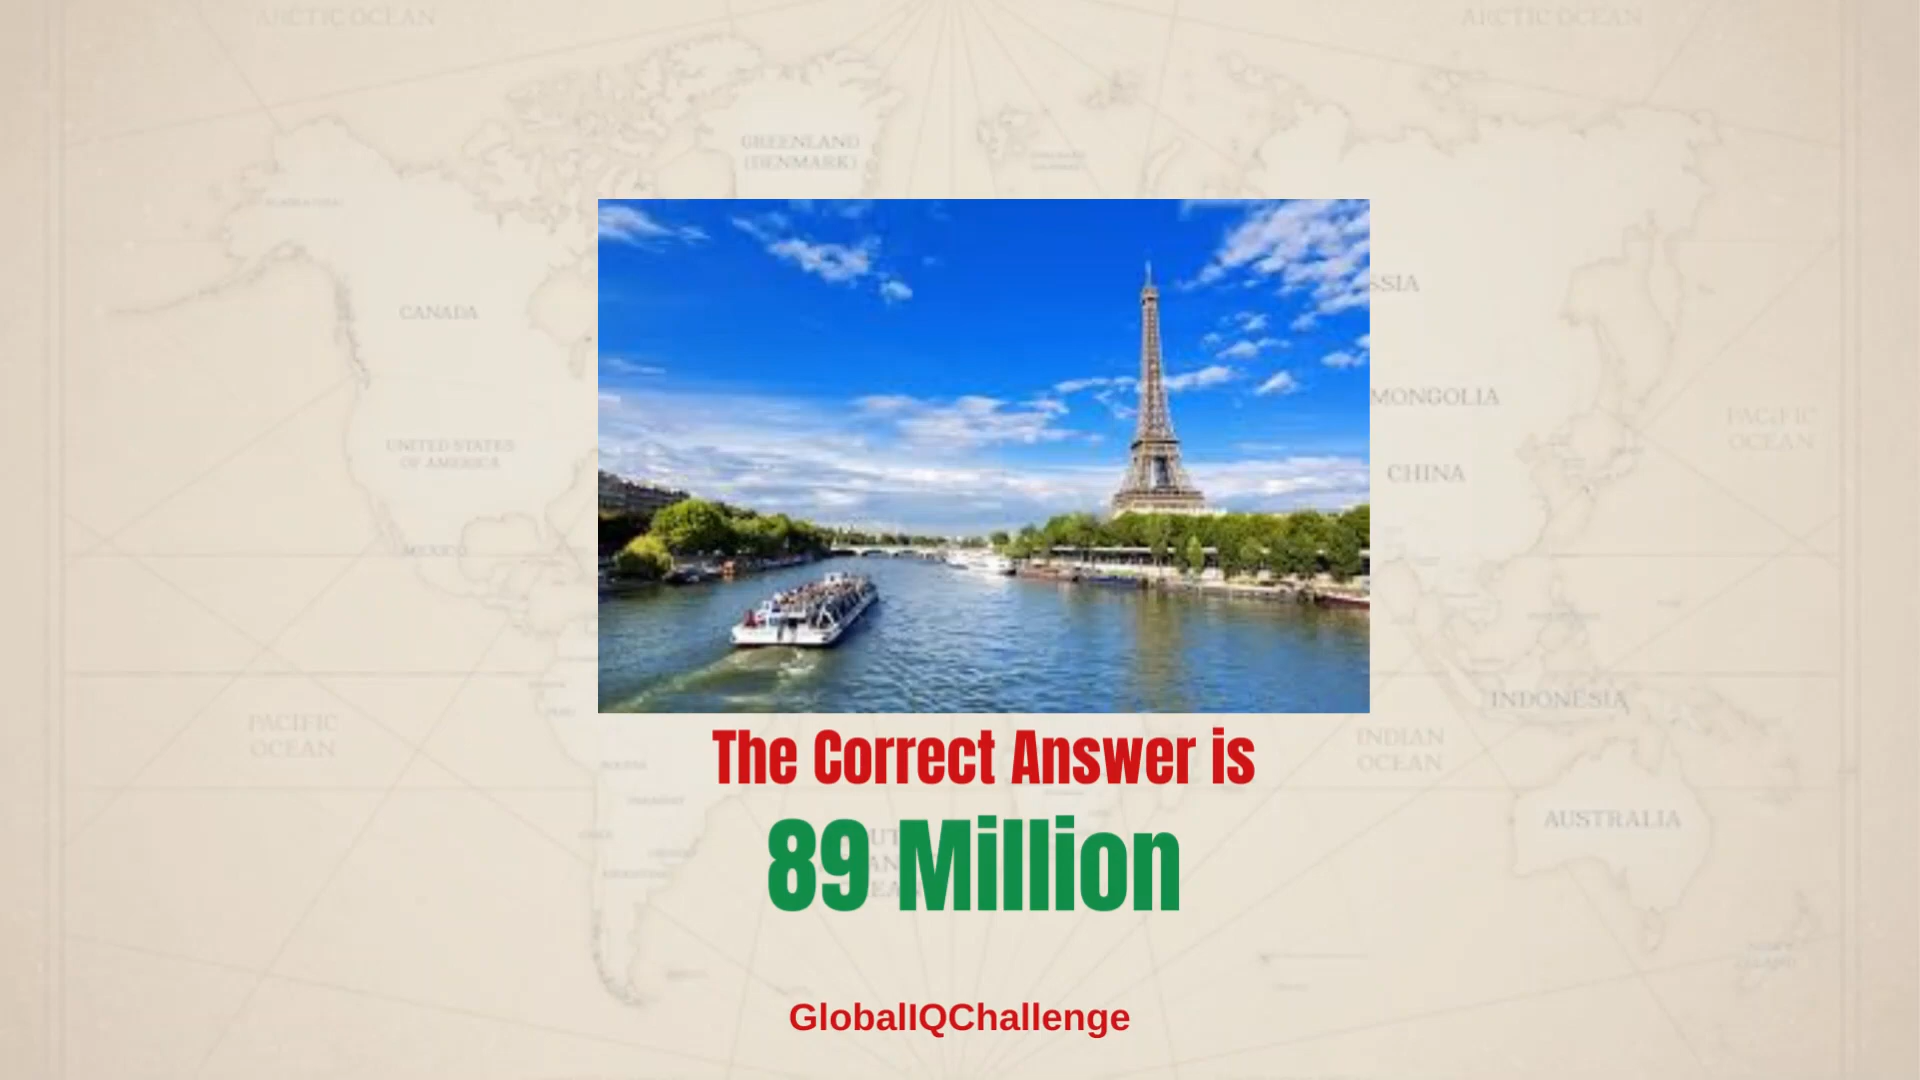 ARCTIC OCEAN
ARCTIC OCEAN
GREENLAND
(DENMARK)
CANADA
SSIA
MONGOLIA
UNITED STATES
OF AMERICA
PACIFIC
OCEAN
CHINA
MEXICO
INDONESIA
PACIFIC
OCEAN
INDIAN
OCEAN
The Correct Answer is
AUSTRALIA
89 Million
GlobalIQChallenge